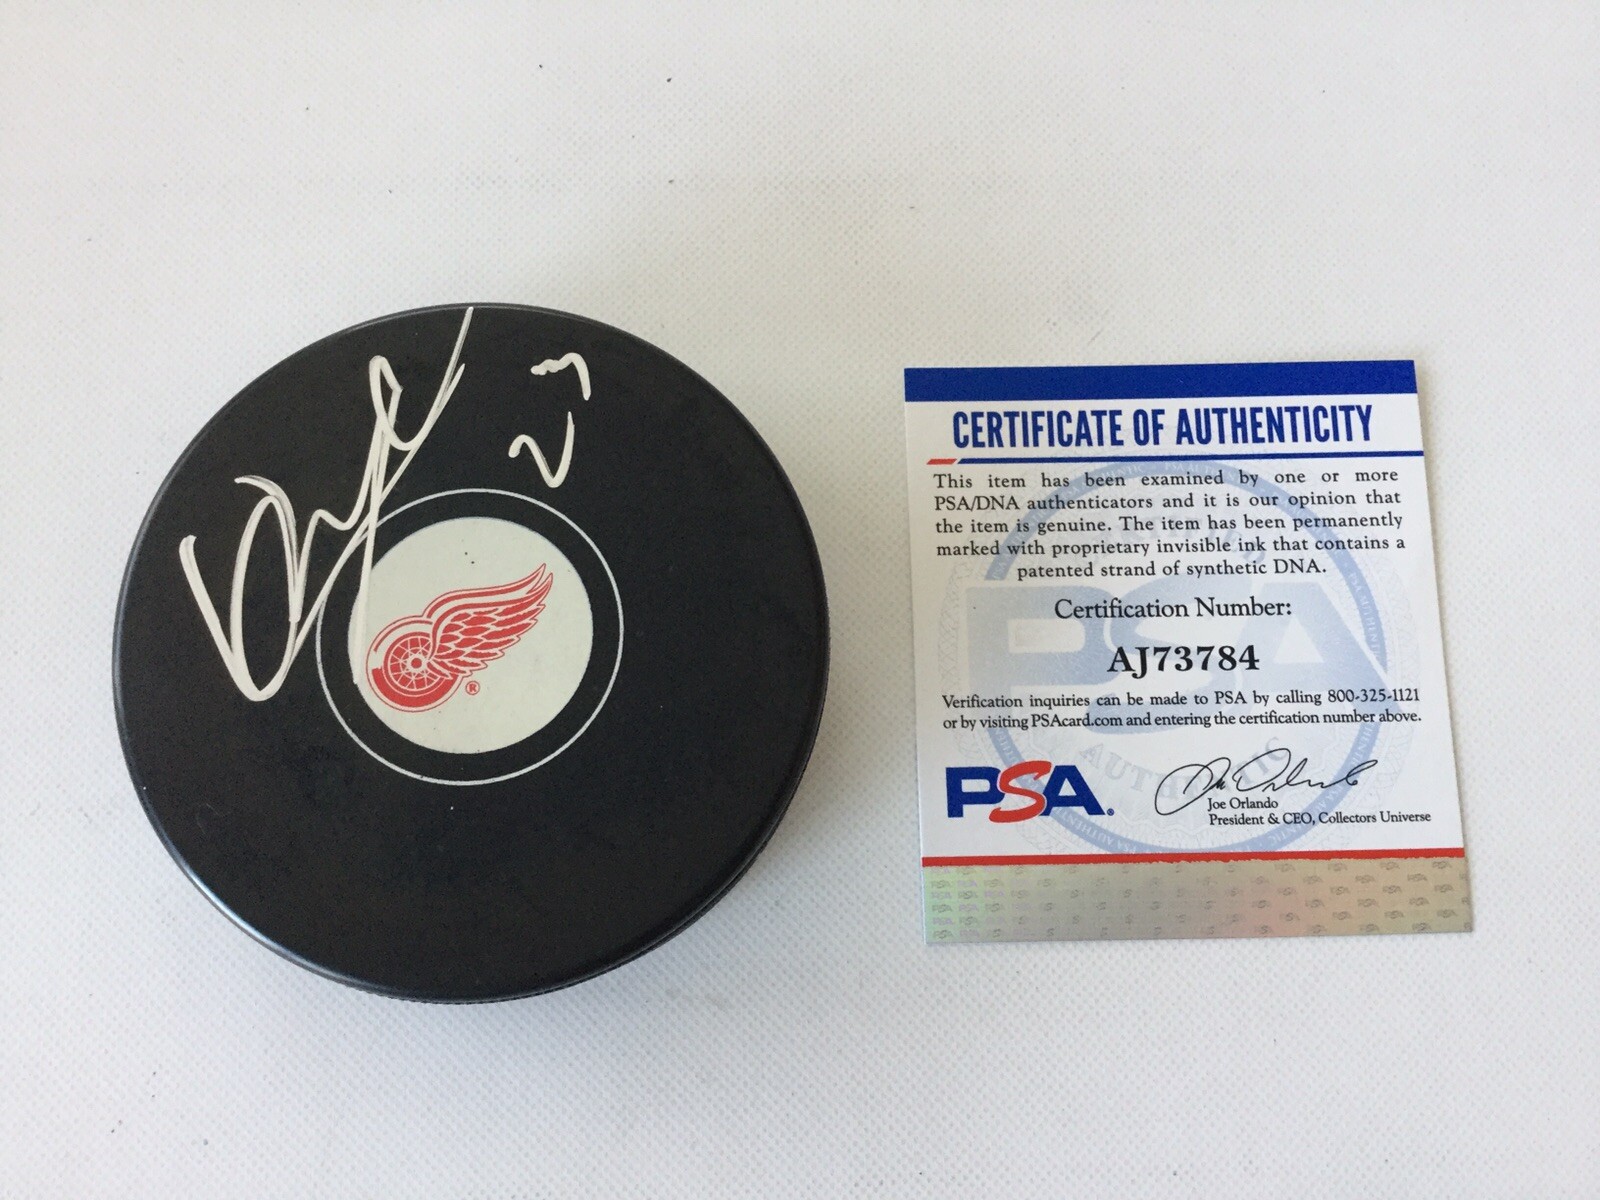 23
®
CERTIFICATE OF AUTHENTICITY
This item has been examined by one or more
PSA/DNA authenticators and it is our opinion that
the item is genuine. The item has been permanently
marked with proprietary invisible ink that contains a
patented strand of synthetic DNA.
Certification Number:
AJ73784
Verification inquiries can be made to PSA by calling 800-325-1121
or by visiting PSAcard.com and entering the certification number above.
PSA®
Joe Orlando
President & CEO, Collectors Universe